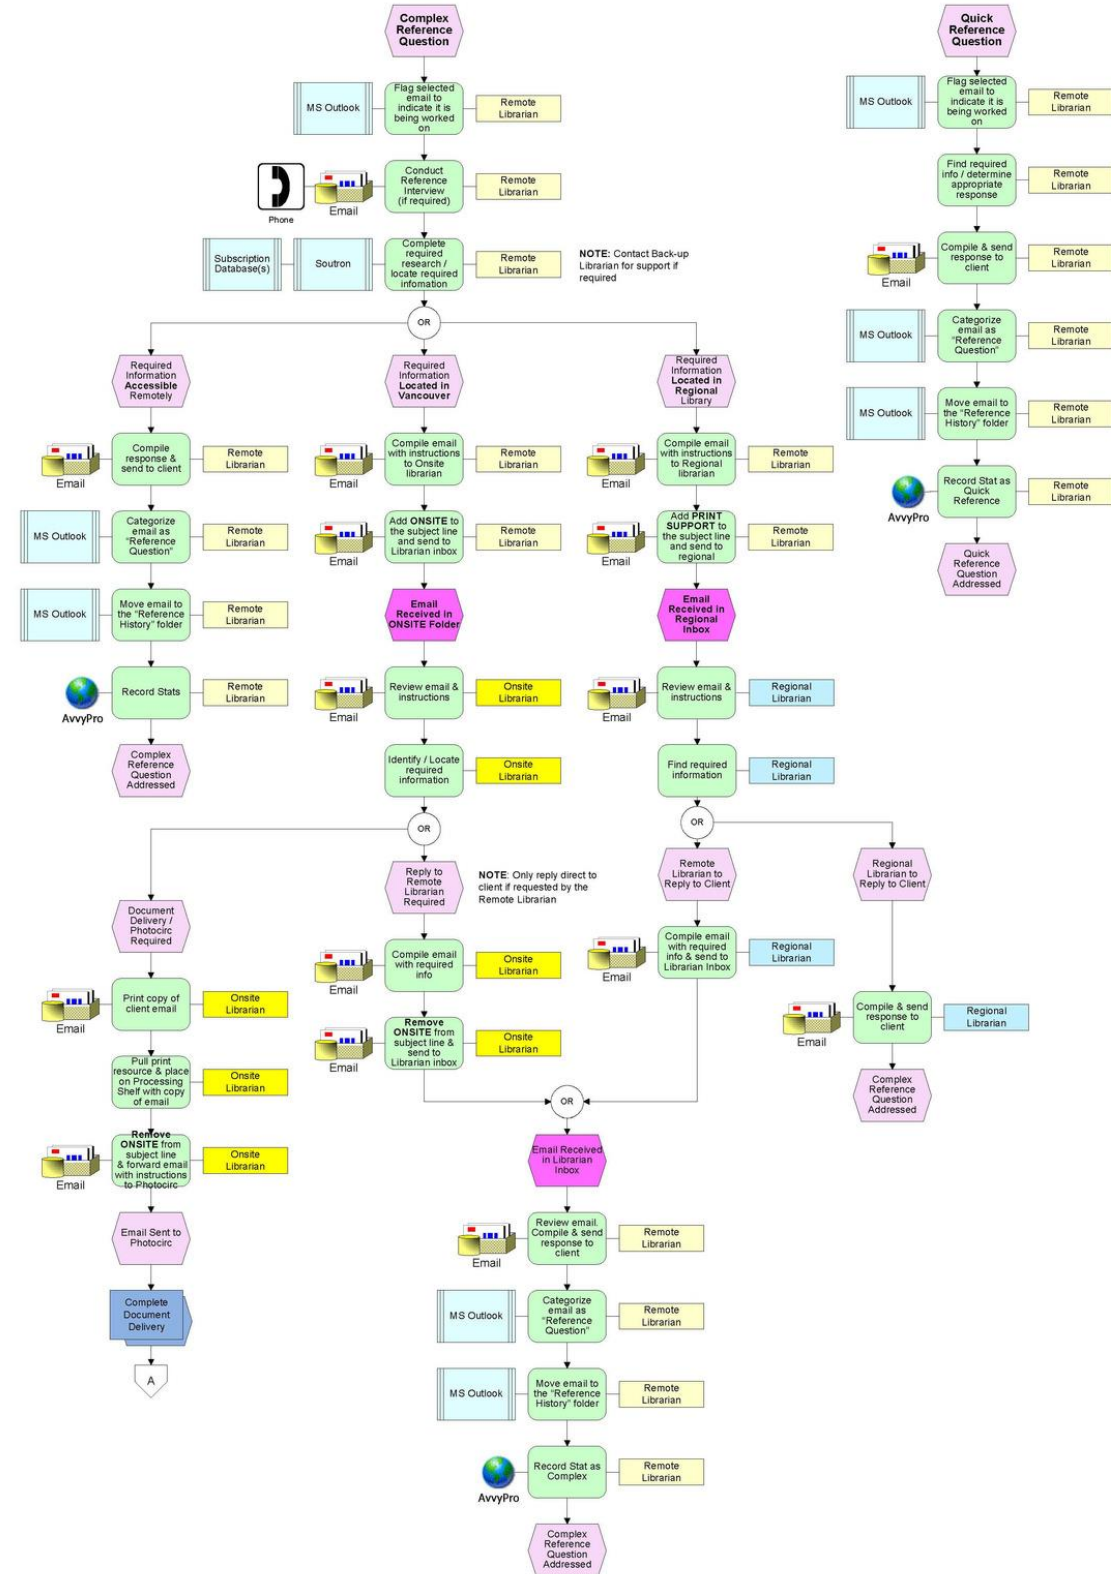 Complex
Reference
Question
MS Outlook
Flag selected
email to
indicate it is
being worked
on
Remote
Librarian
Phone
Email
Conduct
Reference
Interview
(if required)
Remote
Librarian
Subscription
Database(s)
Soutron
Complete
required
research /
locate required
infomation
Remote
Librarian
NOTE: Contact Back-up
Librarian for support if
required
OR
Required
Information
Accessible
Remotely
Email
Compile
response &
send to client
Remote
Librarian
MS Outlook
Categorize
email as
“Reference
Question”
Remote
Librarian
MS Outlook
Move email to
the “Reference
History” folder
Remote
Librarian
AvvyPro
Record Stats
Remote
Librarian
Complex
Reference
Question
Addressed
Required
Information
Located in
Vancouver
Email
Compile email
with instructions
to Onsite
librarian
Remote
Librarian
Email
Add ONSITE to
the subject line
and send to
Librarian inbox
Remote
Librarian
Email
Received in
ONSITE Folder
Email
Review email &
instructions
Onsite
Librarian
Identify / Locate
required
information
Onsite
Librarian
OR
Document
Delivery /
Photocirc
Required
Email
Print copy of
client email
Onsite
Librarian
Pull print
resource & place
on Processing
Shelf with copy
of email
Onsite
Librarian
Email
Remove
ONSITE from
subject line
& forward email
with instructions
to Photocirc
Onsite
Librarian
Email Sent to
Photocirc
Complete
Document
Delivery
A
Reply to
Remote
Librarian
Required
NOTE: Only reply direct to
client if requested by the
Remote Librarian
Email
Compile email
with required
info
Onsite
Librarian
Email
Remove
ONSITE from
subject line &
send to
Librarian inbox
Onsite
Librarian
Required
Information
Located in
Regional
Library
Email
Compile email
with instructions
to Regional
librarian
Remote
Librarian
Email
Add PRINT
SUPPORT to
the subject line
and send to
regional
Remote
Librarian
Email
Received in
Regional
Inbox
Email
Review email &
instructions
Regional
Librarian
Find required
information
Regional
Librarian
OR
Remote
Librarian to
Reply to Client
Email
Compile email
with required
info & send to
Librarian Inbox
Regional
Librarian
Regional
Librarian to
Reply to Client
Email
Compile & send
response to
client
Regional
Librarian
Complex
Reference
Question
Addressed
OR
Email Received
in Librarian
Inbox
Email
Review email.
Compile & send
response to
client
Remote
Librarian
MS Outlook
Categorize
email as
“Reference
Question”
Remote
Librarian
MS Outlook
Move email to
the “Reference
History” folder
Remote
Librarian
AvvyPro
Record Stat as
Complex
Remote
Librarian
Complex
Reference
Question
Addressed
Quick
Reference
Question
MS Outlook
Flag selected
email to
indicate it is
being worked
on
Remote
Librarian
Find required
info / determine
appropriate
response
Remote
Librarian
Email
Compile & send
response to
client
Remote
Librarian
MS Outlook
Categorize
email as
“Reference
Question”
Remote
Librarian
MS Outlook
Move email to
the “Reference
History” folder
Remote
Librarian
AvvyPro
Record Stat as
Quick
Reference
Remote
Librarian
Quick
Reference
Question
Addressed